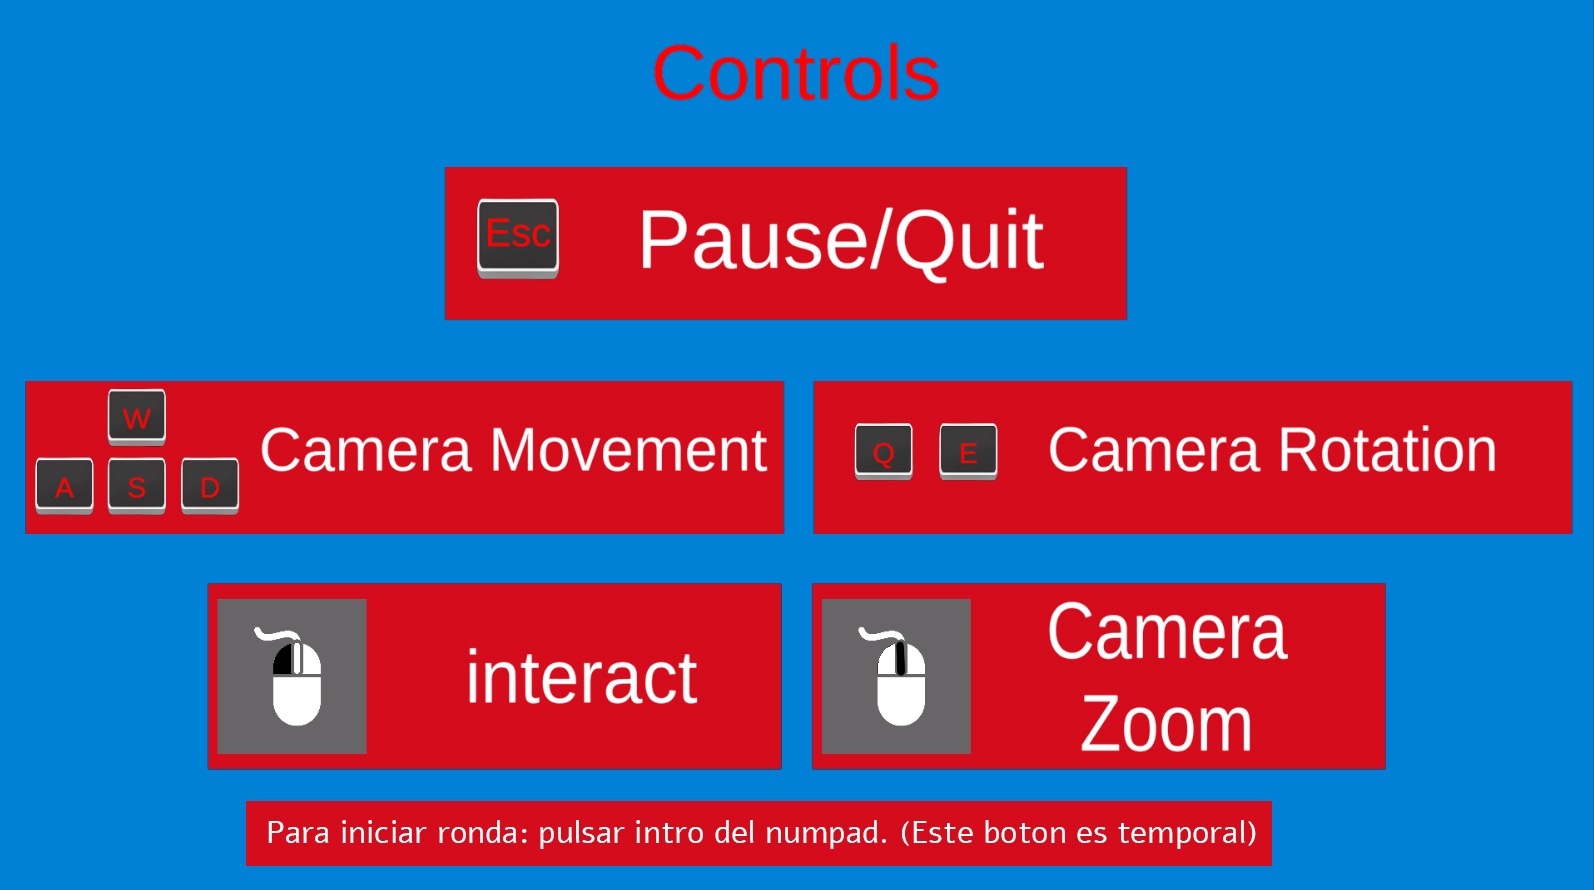 Controls
Esc
Pause/Quit
W
A S D
Camera Movement
Q E
Camera Rotation
interact
Camera
Zoom
Para iniciar ronda: pulsar intro del numpad. (Este boton es temporal)